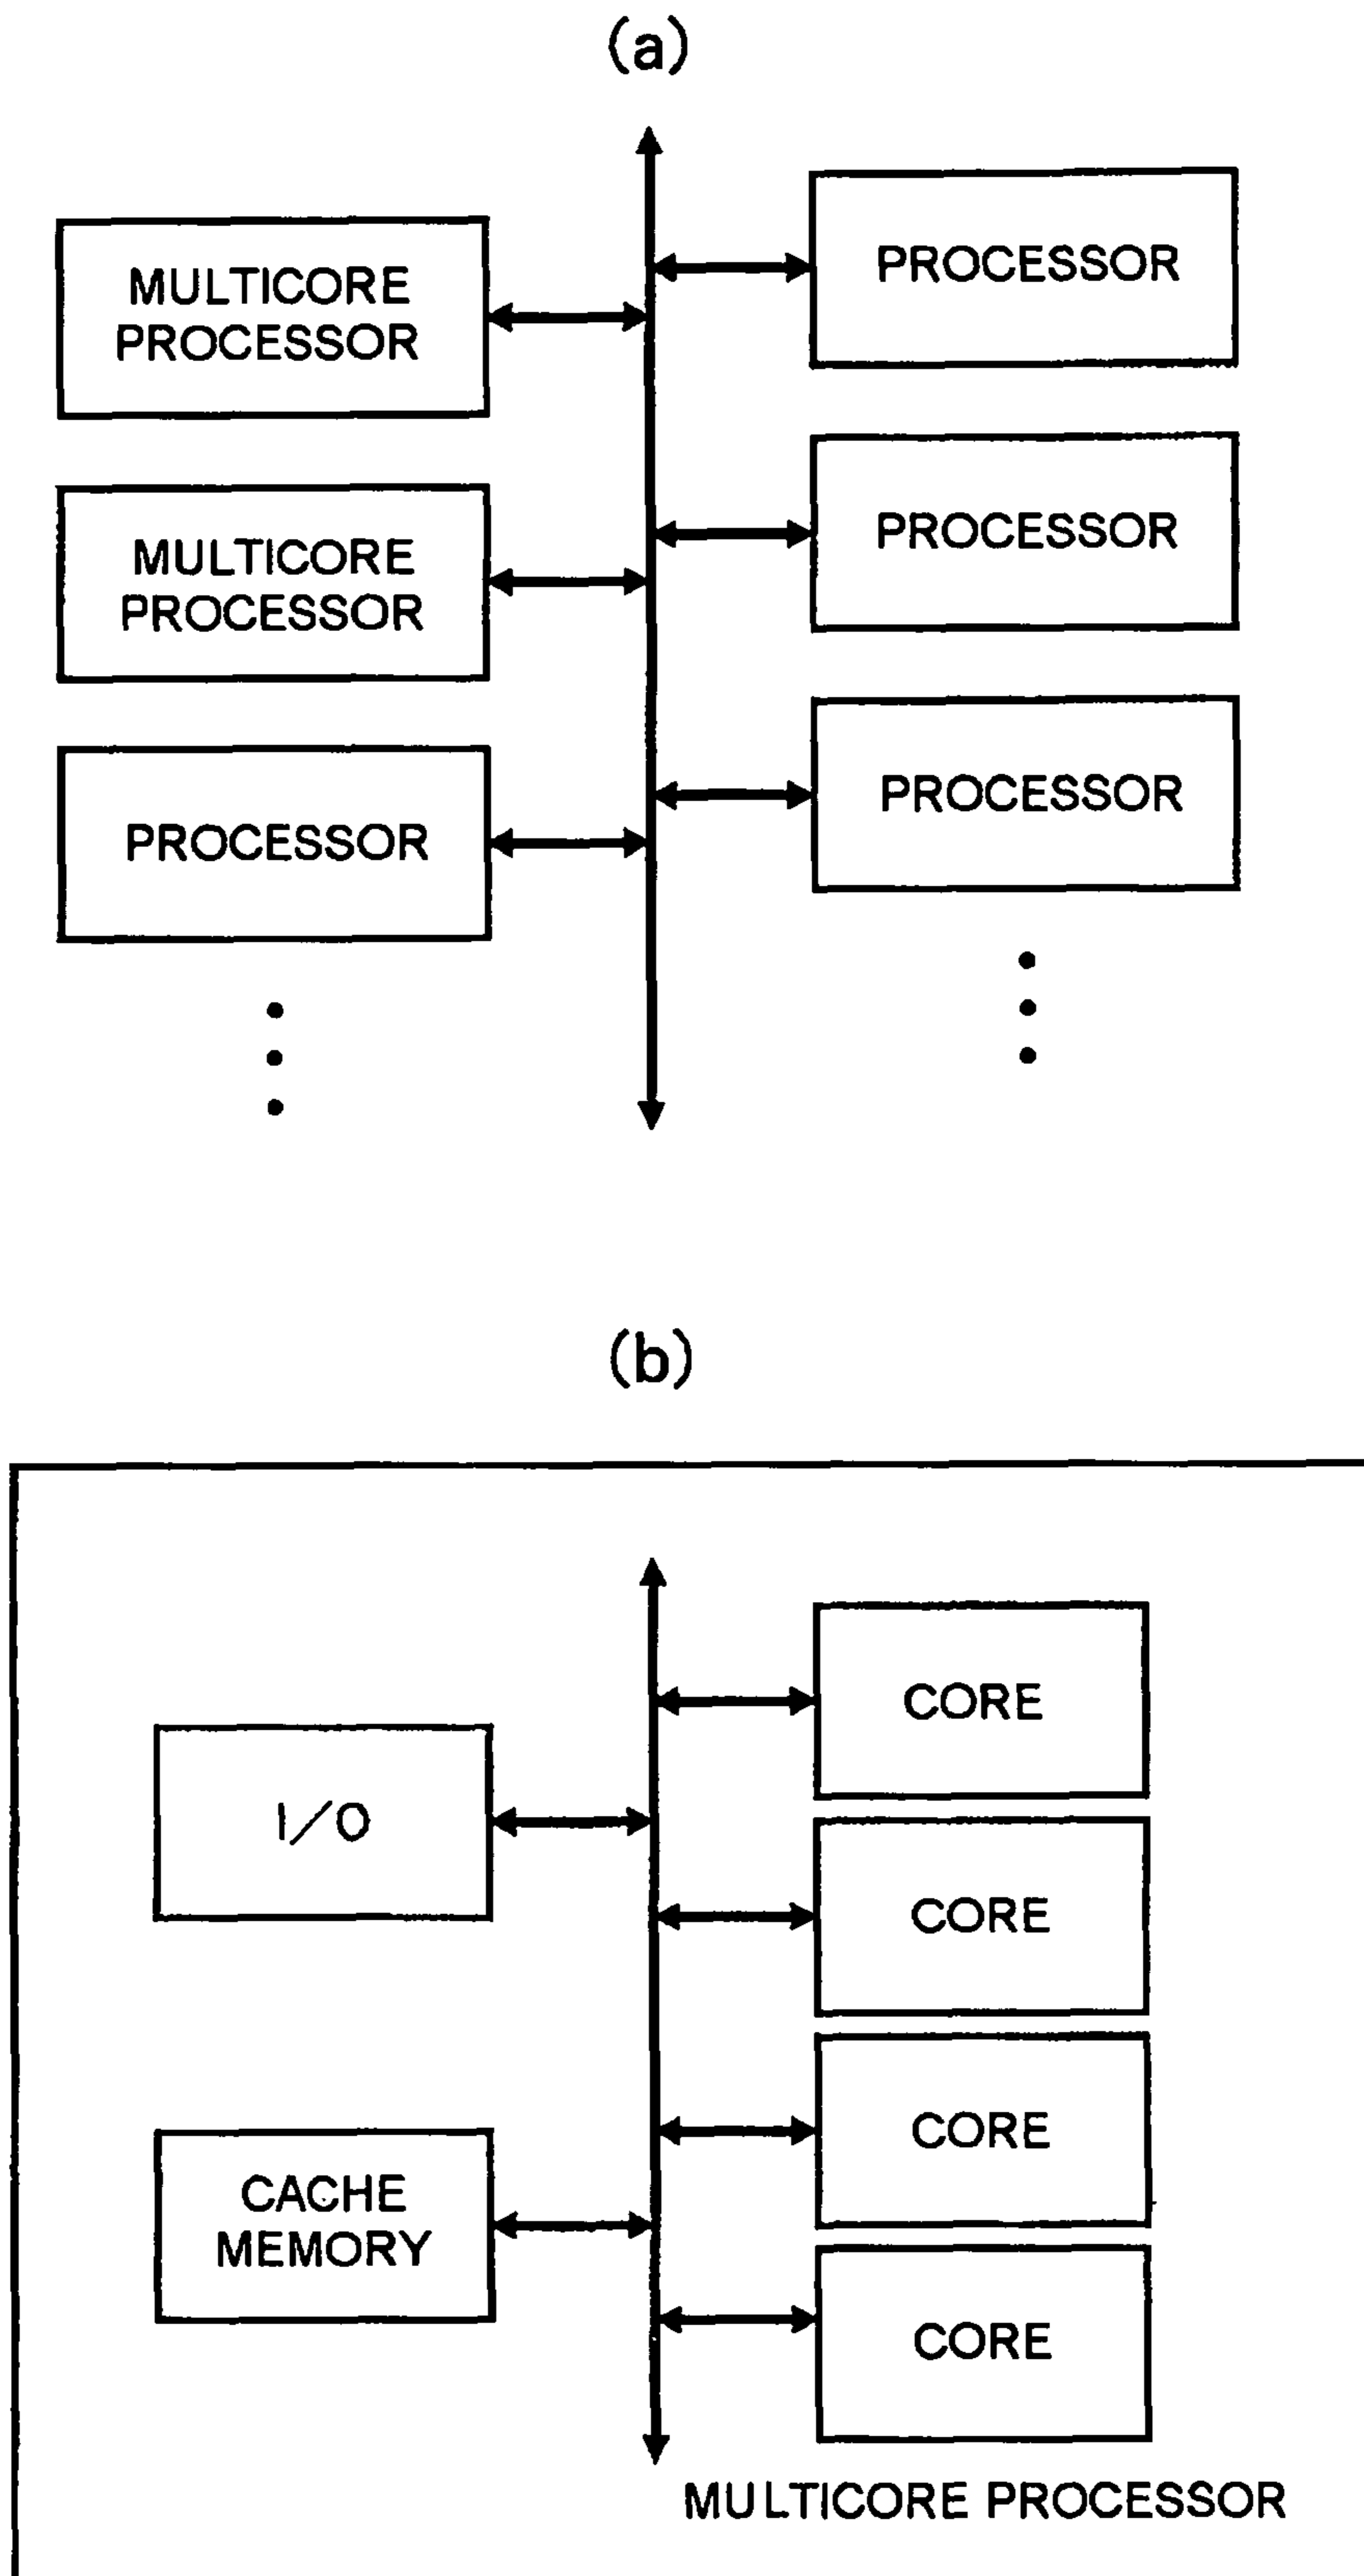 (a)
MULTICORE
PROCESSOR
PROCESSOR
MULTICORE
PROCESSOR
PROCESSOR
PROCESSOR
PROCESSOR
(b)
I/O
CORE
CORE
CACHE
MEMORY
CORE
CORE
MULTICORE PROCESSOR